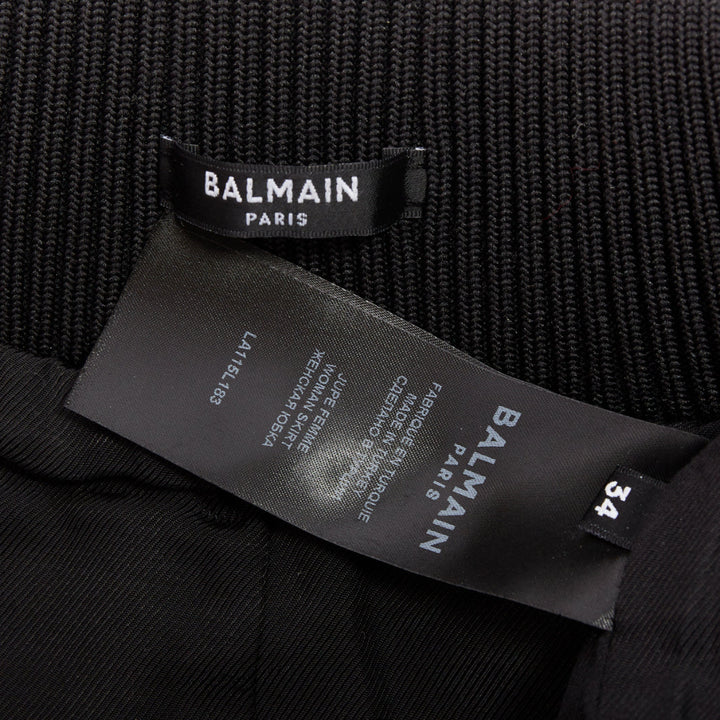 BALMAIN
PARIS
BALMAIN
PARIS
FABRIQUE EN TURQUIE
MADE IN TURKEY
СДЕЛАНО В ТУРЦИИ
JUPE FEMME
WOMAN SKIRT
ЖЕНСКАЯ ЮБКА
LA115L183
34